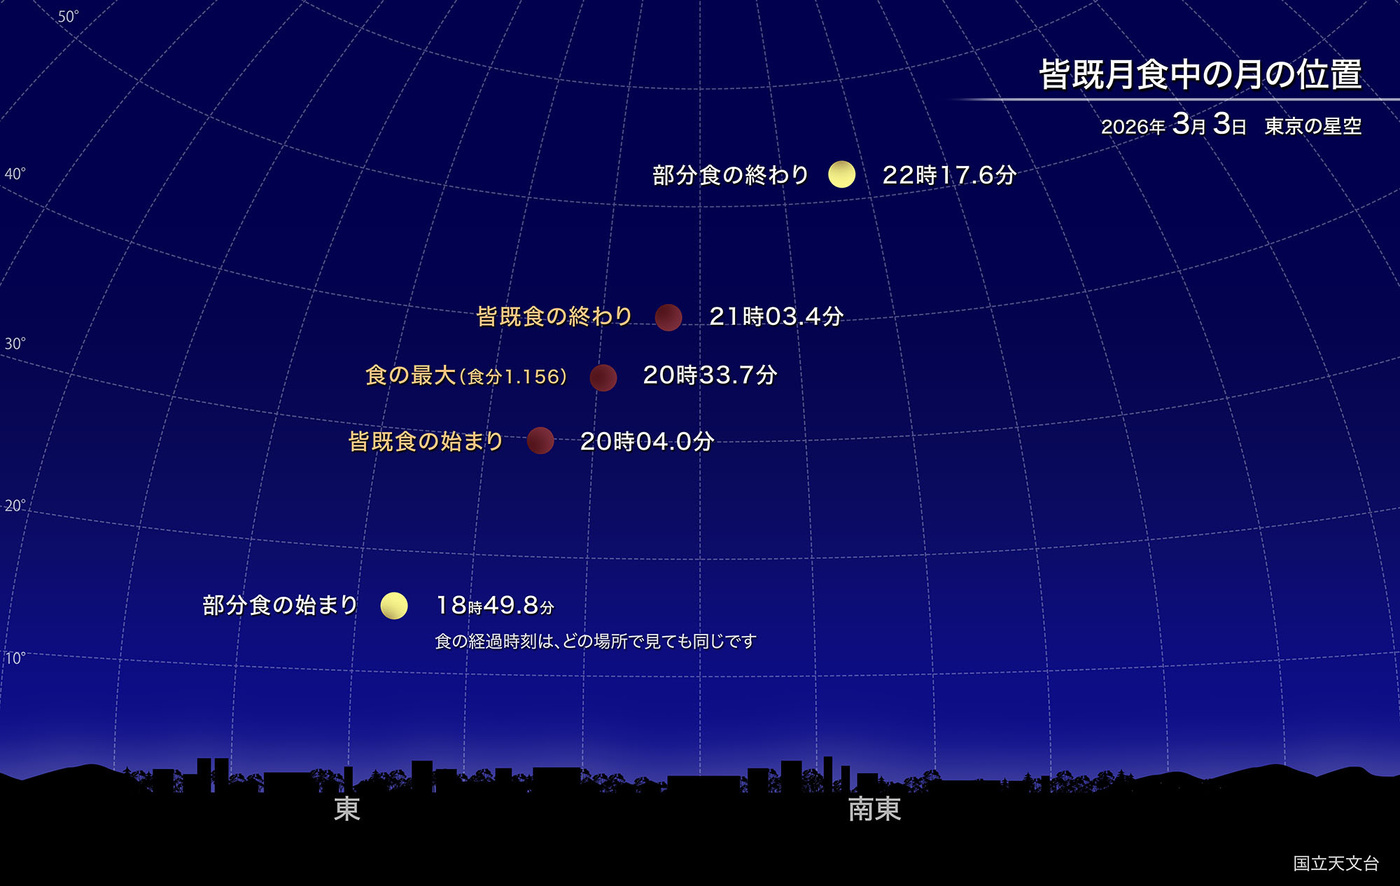 50°
皆既月食中の月の位置
2026年 3月 3日 東京の星空
40°
部分食の終わり 22時17.6分
皆既食の終わり 21時03.4分
30°
食の最大(食分1.156) 20時33.7分
皆既食の始まり 20時04.0分
20°
部分食の始まり 18時49.8分
食の経過時刻は、どの場所で見ても同じです
10°
東 南東
国立天文台